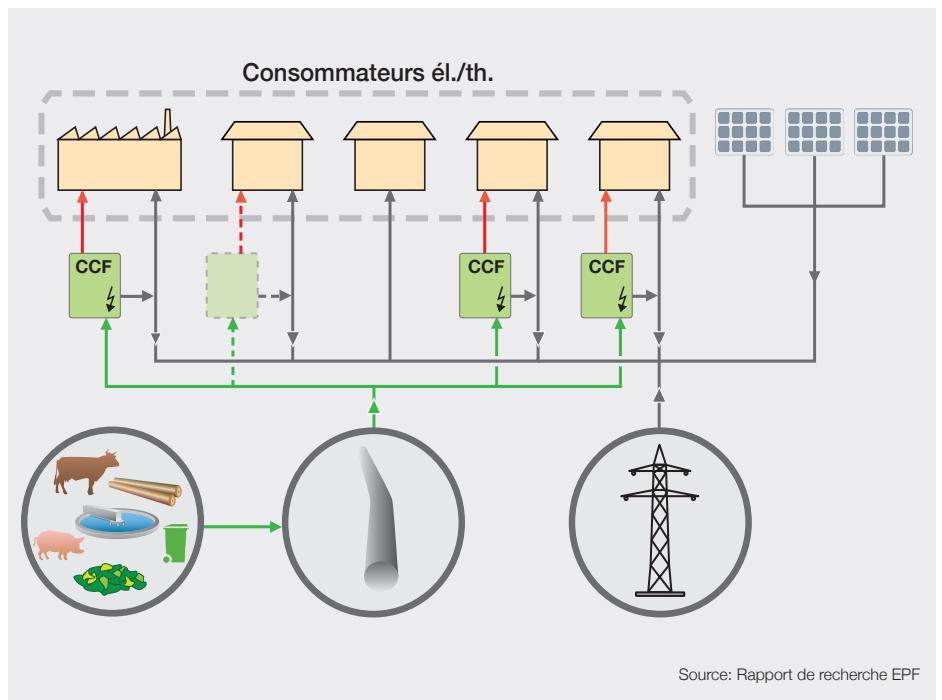 Consommateurs él./th.
CCF
CCF
CCF
Source: Rapport de recherche EPF